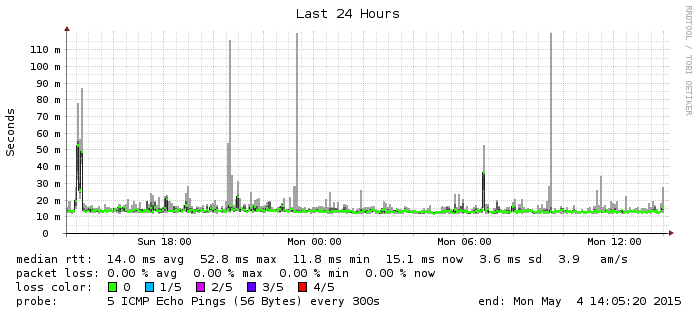 Last 24 Hours
RRDTOOL / TOBI OETIKER
Seconds
110 m
100 m
90 m
80 m
70 m
60 m
50 m
40 m
30 m
20 m
10 m
0
Sun 18:00 Mon 00:00 Mon 06:00 Mon 12:00
median rtt: 14.0 ms avg 52.8 ms max 11.8 ms min 15.1 ms now 3.6 ms sd 3.9 am/s
packet loss: 0.00 % avg 0.00 % max 0.00 % min 0.00 % now
loss color: 0 1/5 2/5 3/5 4/5
probe: 5 ICMP Echo Pings (56 Bytes) every 300s end: Mon May 4 14:05:20 2015